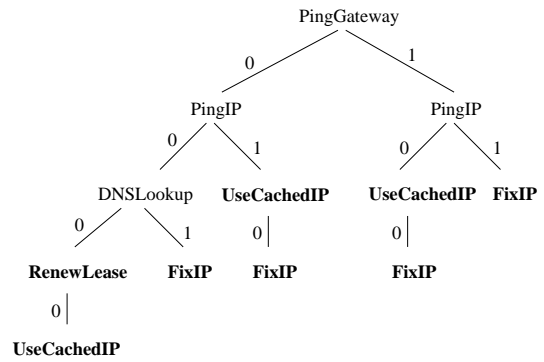 PingGateway
0 1
PingIP PingIP
0 1 0 1
DNSLookup UseCachedIP UseCachedIP FixIP
0 1 0 0
RenewLease FixIP FixIP FixIP
0
UseCachedIP